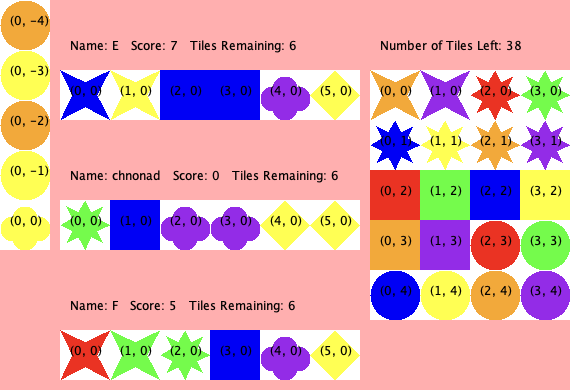 (0, -4)
(0, -3)
(0, -2)
(0, -1)
(0, 0)
Name: E Score: 7 Tiles Remaining: 6
(0, 0) (1, 0) (2, 0) (3, 0) (4, 0) (5, 0)
Name: chnonad Score: 0 Tiles Remaining: 6
(0, 0) (1, 0) (2, 0) (3, 0) (4, 0) (5, 0)
Name: F Score: 5 Tiles Remaining: 6
(0, 0) (1, 0) (2, 0) (3, 0) (4, 0) (5, 0)
Number of Tiles Left: 38
(0, 0) (1, 0) (2, 0) (3, 0)
(0, 1) (1, 1) (2, 1) (3, 1)
(0, 2) (1, 2) (2, 2) (3, 2)
(0, 3) (1, 3) (2, 3) (3, 3)
(0, 4) (1, 4) (2, 4) (3, 4)